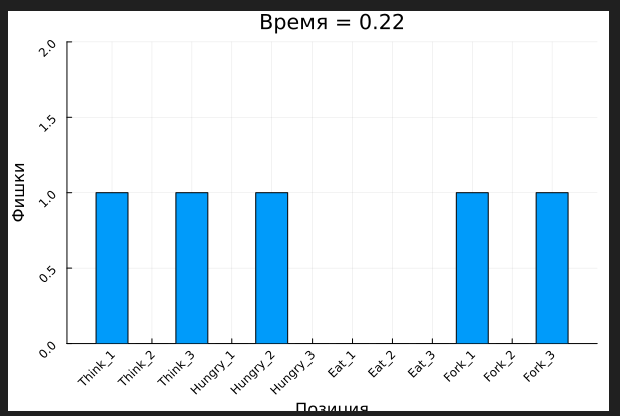 Время = 0.22
Фишки
2.0
1.5
1.0
0.5
0.0
Think_1 Think_2 Think_3 Hungry_1 Hungry_2 Hungry_3 Eat_1 Eat_2 Eat_3 Fork_1 Fork_2 Fork_3
Позиция